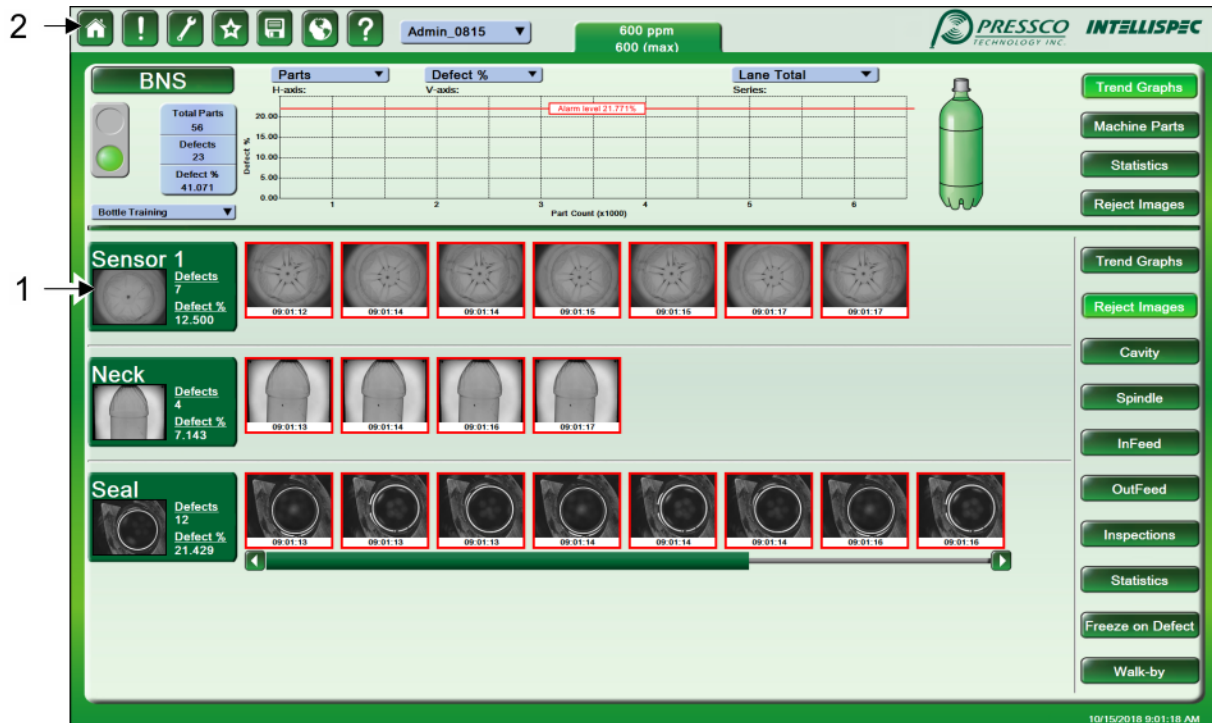 2
Admin_0815
600 ppm
600 (max)
PRESSCO
TECHNOLOGY INC.
INTELLISPEC
BNS
Parts
Defect %
Lane Total
H-axis:
V-axis:
Series:
Trend Graphs
Machine Parts
Statistics
Reject Images
Total Parts
56
Defects
23
Defect %
41.071
Bottle Training
Alarm level 21.771%
Defect %
20.00
15.00
10.00
5.00
0.00
1 2 3 4 5 6
Part Count (x1000)
1
Sensor 1
Defects
7
Defect %
12.500
09:01:12 09:01:14 09:01:14 09:01:15 09:01:15 09:01:17 09:01:17
Neck
Defects
4
Defect %
7.143
09:01:13 09:01:14 09:01:16 09:01:17
Seal
Defects
12
Defect %
21.429
09:01:13 09:01:13 09:01:13 09:01:14 09:01:14 09:01:14 09:01:16 09:01:16
Trend Graphs
Reject Images
Cavity
Spindle
InFeed
OutFeed
Inspections
Statistics
Freeze on Defect
Walk-by
10/15/2018 9:01:18 AM